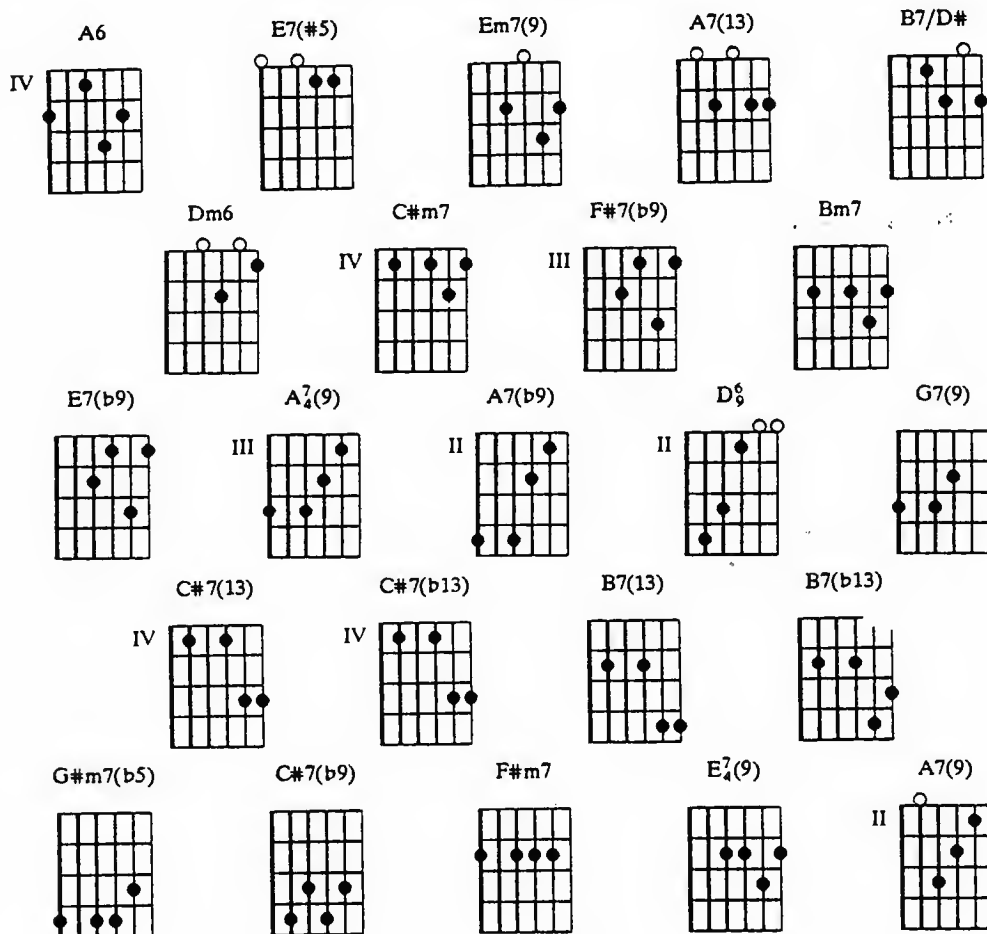 A6 E7(#5) Em7(9) A7(13) B7/D#
IV
Dm6 C#m7 F#7(b9) Bm7
IV III
E7(b9) A7/4(9) A7(b9) D6/9 G7(9)
III II II
C#7(13) C#7(b13) B7(13) B7(b13)
IV IV
G#m7(b5) C#7(b9) F#m7 E7/4(9) A7(9)
II